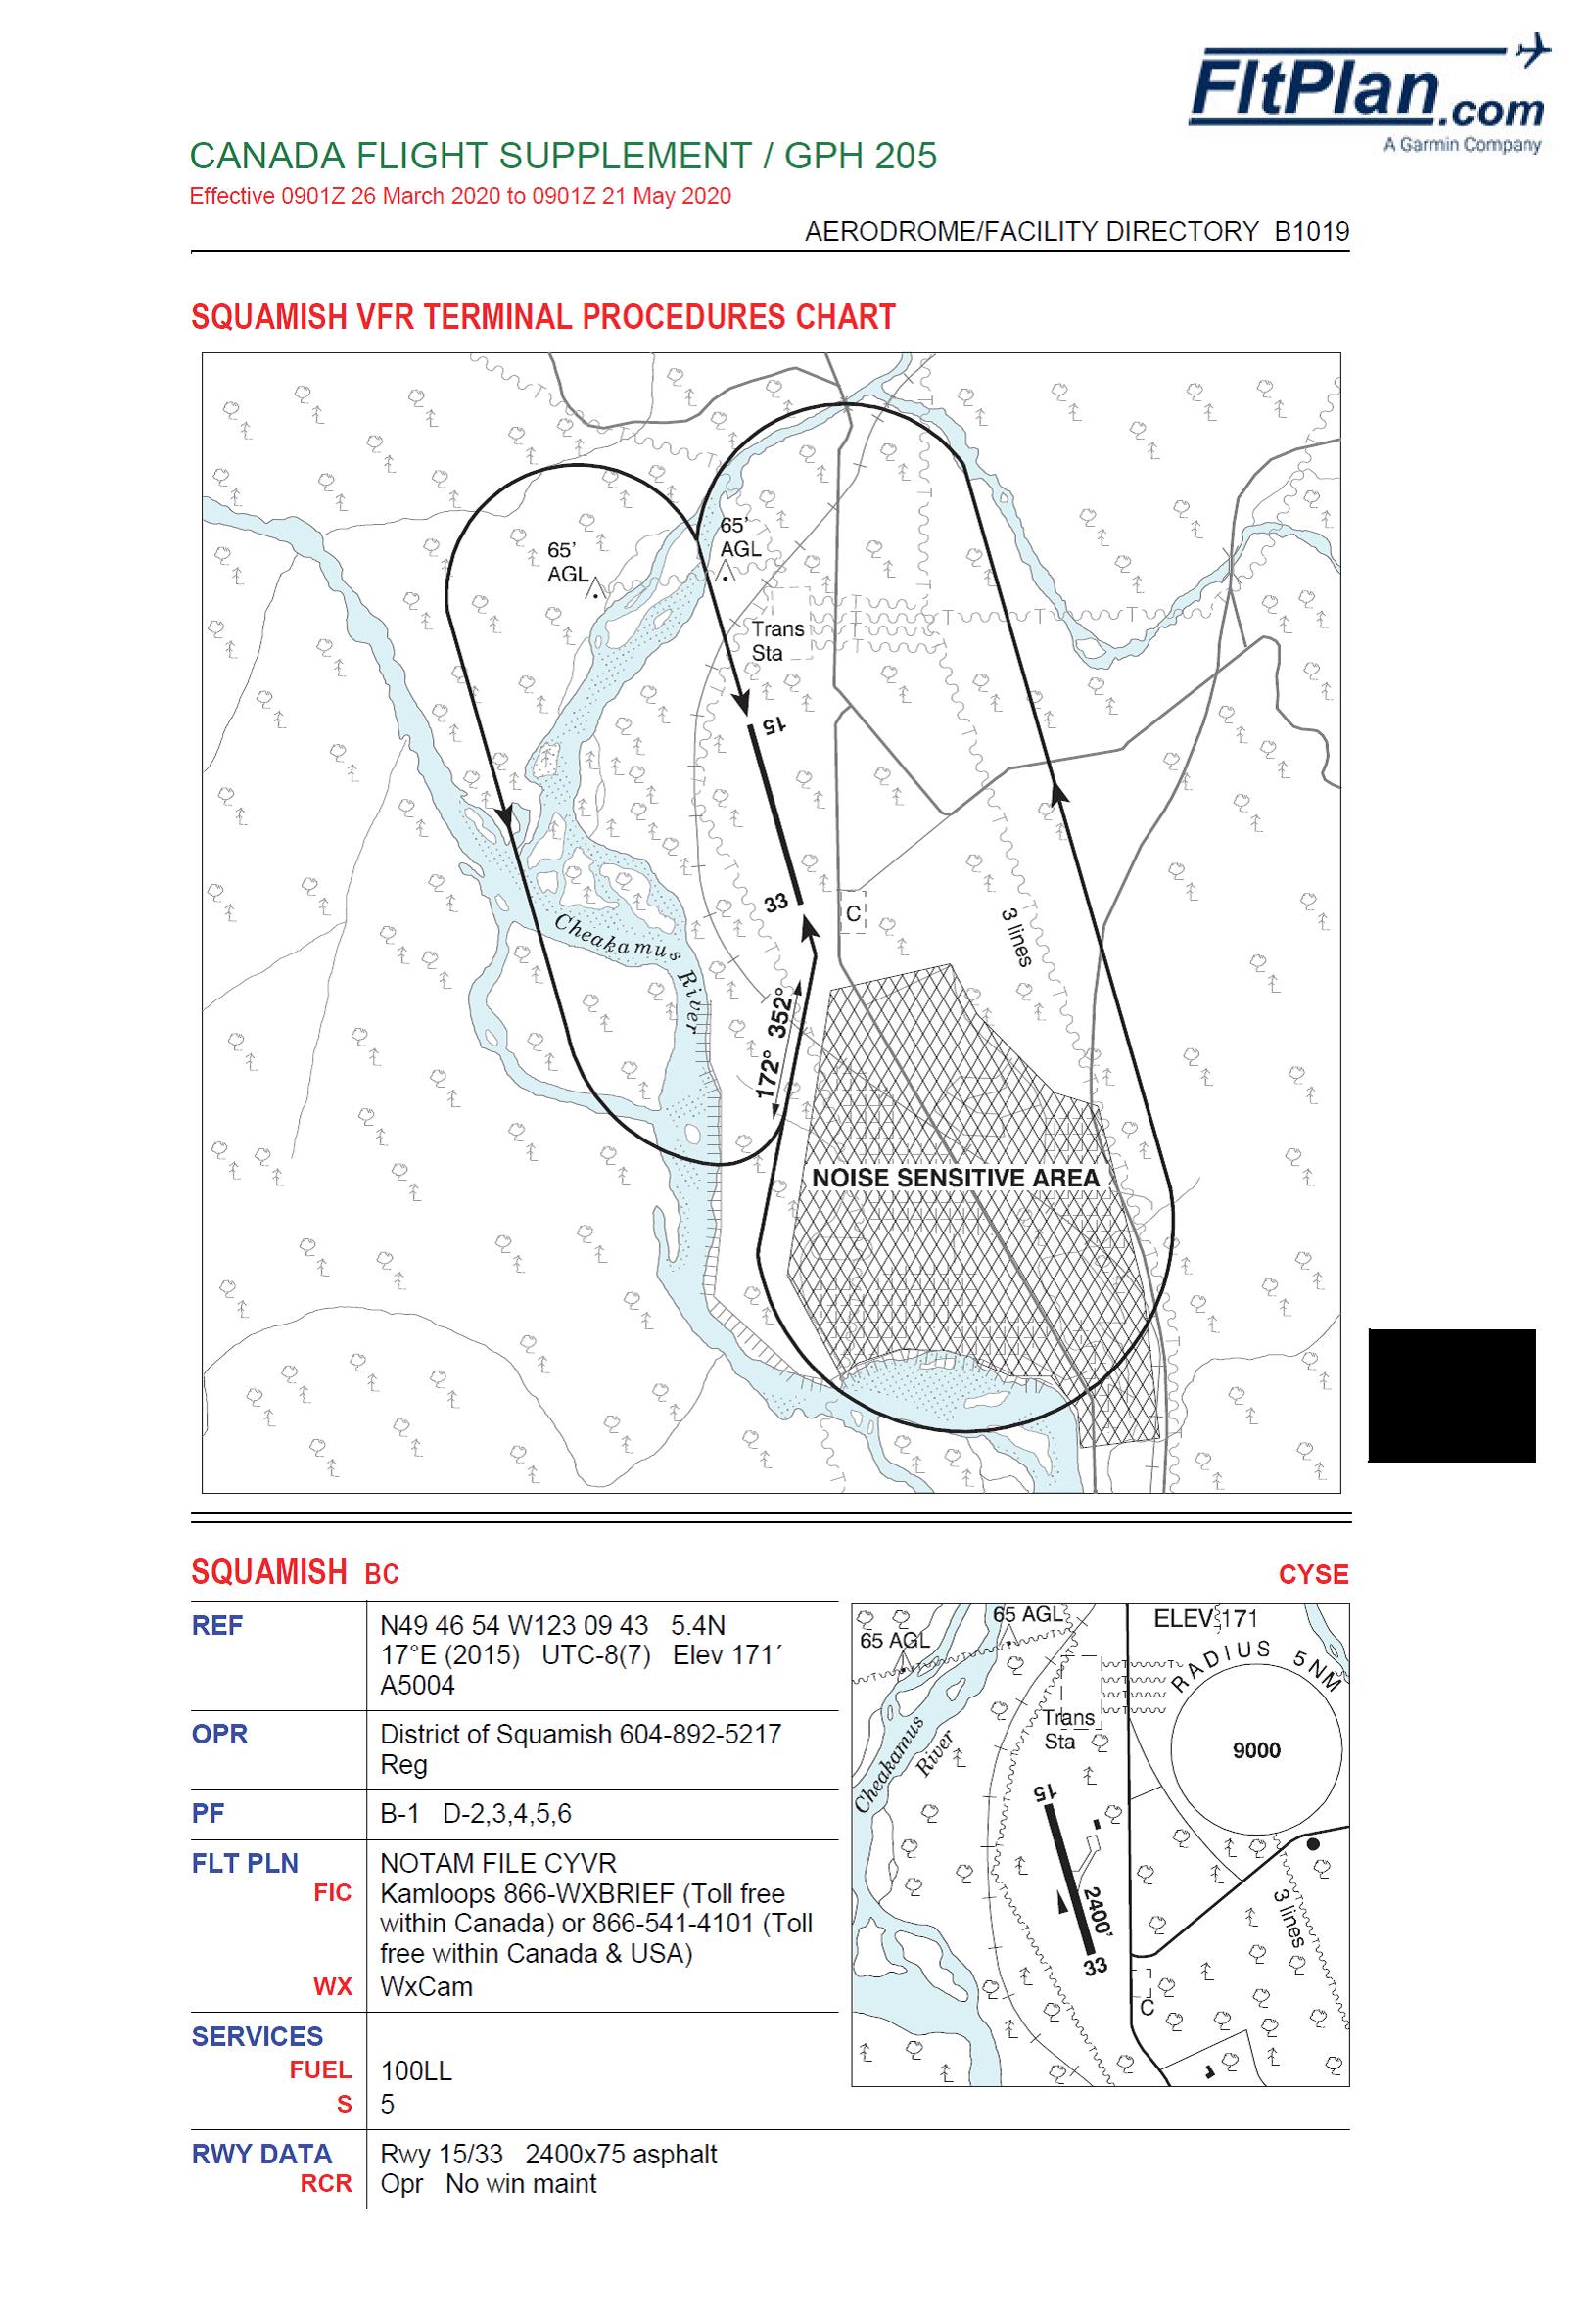 FltPlan.com
A Garmin Company
CANADA FLIGHT SUPPLEMENT / GPH 205
Effective 0901Z 26 March 2020 to 0901Z 21 May 2020
AERODROME/FACILITY DIRECTORY B1019
SQUAMISH VFR TERMINAL PROCEDURES CHART
65'
AGL
65'
AGL
Trans
Sta
15
33
C
3 lines
Cheakamus River
172° 352°
NOISE SENSITIVE AREA
SQUAMISH BC
CYSE
REF
N49 46 54 W123 09 43 5.4N
17°E (2015) UTC-8(7) Elev 171´
A5004
OPR
District of Squamish 604-892-5217
Reg
PF
B-1 D-2,3,4,5,6
FLT PLN
NOTAM FILE CYVR
FIC
Kamloops 866-WXBRIEF (Toll free
within Canada) or 866-541-4101 (Toll
free within Canada & USA)
WX
WxCam
SERVICES
FUEL
100LL
S
5
RWY DATA
Rwy 15/33 2400x75 asphalt
RCR
Opr No win maint
65 AGL
65 AGL
ELEV 171
RADIUS 5 NM
9000
Trans
Sta
Cheakamus
River
15
2400'
33
3 lines
C